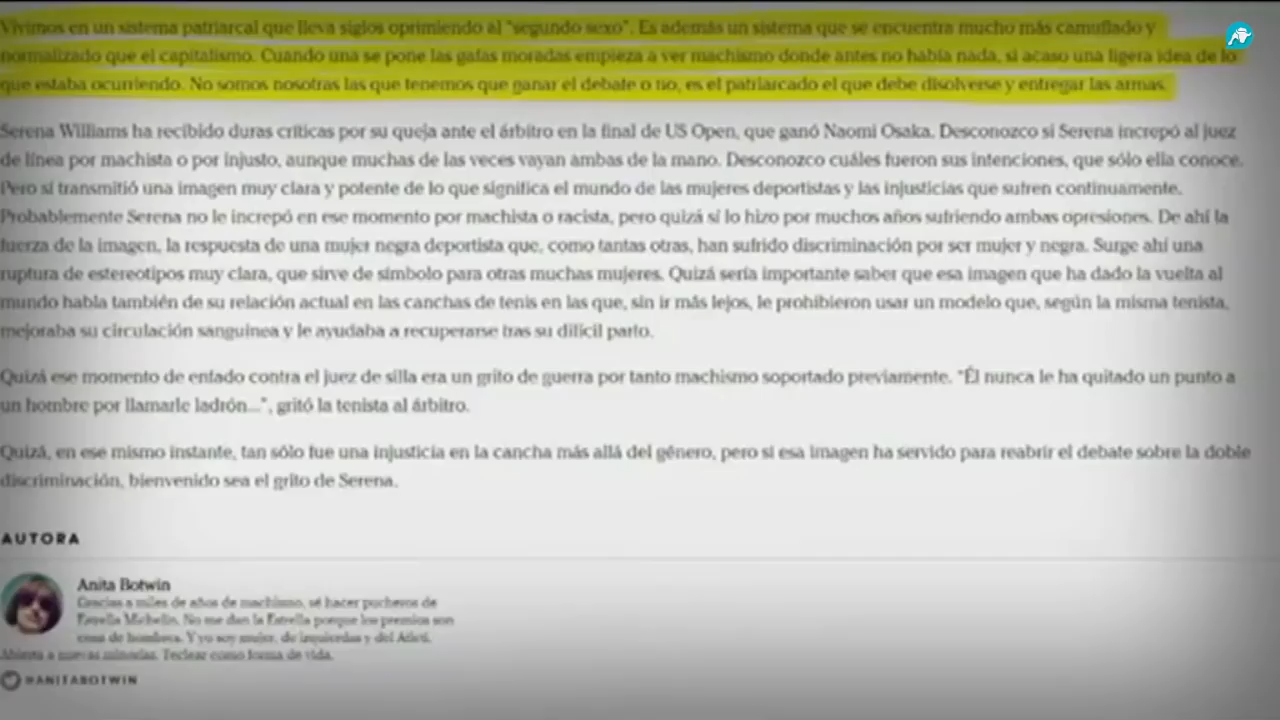 Vivimos en un sistema patriarcal que lleva siglos oprimiendo al "segundo sexo". Es además un sistema que se encuentra mucho más camuflado y
normalizado que el capitalismo. Cuando una se pone las gafas moradas empieza a ver machismo donde antes no había nada, si acaso una ligera idea de lo
que estaba ocurriendo. No somos nosotras las que tenemos que ganar el debate o no, es el patriarcado el que debe disolverse y entregar las armas.
Serena Williams ha recibido duras críticas por su queja ante el árbitro en la final de US Open, que ganó Naomi Osaka. Desconozco si Serena increpó al juez
de línea por machista o por injusto, aunque muchas de las veces vayan ambas de la mano. Desconozco cuáles fueron sus intenciones, que sólo ella conoce.
Pero sí transmitió una imagen muy clara y potente de lo que significa el mundo de las mujeres deportistas y las injusticias que sufren continuamente.
Probablemente Serena no le increpó en ese momento por machista o racista, pero quizá sí lo hizo por muchos años sufriendo ambas opresiones. De ahí la
fuerza de la imagen, la respuesta de una mujer negra deportista que, como tantas otras, han sufrido discriminación por ser mujer y negra. Surge ahí una
ruptura de estereotipos muy clara, que sirve de símbolo para otras muchas mujeres. Quizá sería importante saber que esa imagen que ha dado la vuelta al
mundo habla también de su relación actual en las canchas de tenis en las que, sin ir más lejos, le prohibieron usar un modelo que, según la misma tenista,
mejoraba su circulación sanguínea y le ayudaba a recuperarse tras su difícil parto.
Quizá ese momento de enfado contra el juez de silla era un grito de guerra por tanto machismo soportado previamente. "Él nunca le ha quitado un punto a
un hombre por llamarle ladrón...", gritó la tenista al árbitro.
Quizá, en ese mismo instante, tan sólo fue una injusticia en la cancha más allá del género, pero si esa imagen ha servido para reabrir el debate sobre la doble
discriminación, bienvenido sea el grito de Serena.
AUTORA
Anita Botwin
Gracias a miles de años de machismo, sé hacer pucheros de
Estrella Michelin. No me dan la Estrella porque los premios son
cosa de hombres. Y yo soy mujer, de izquierdas y del Atleti.
Abierta a nuevas miradas. Teclear como forma de vida.
@ANITABOTWIN